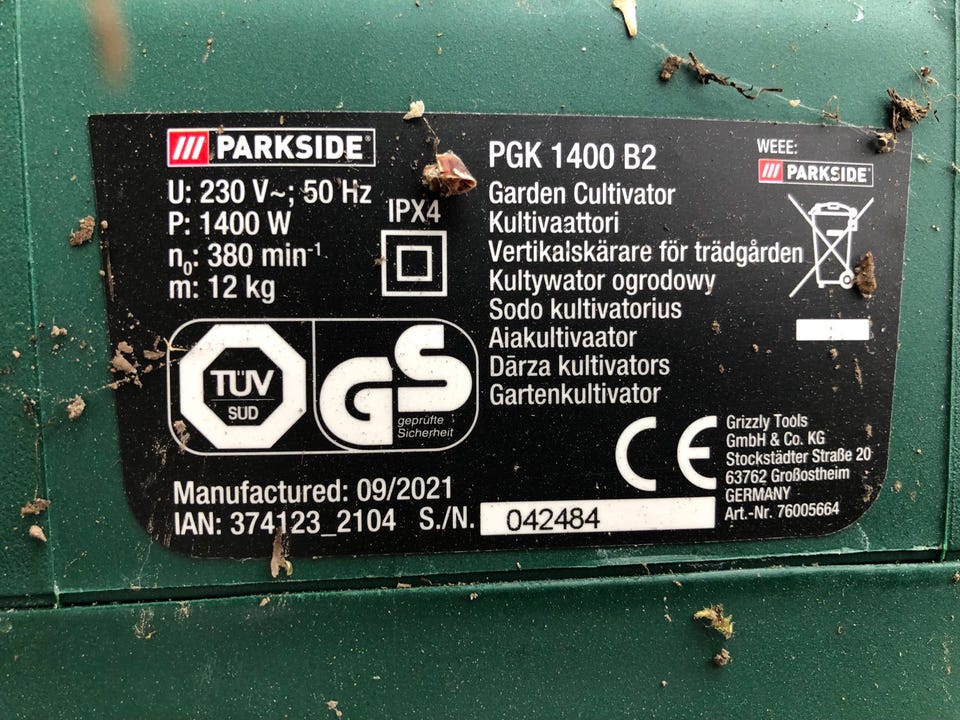 PARKSIDE®
U: 230 V~; 50 Hz
P: 1400 W
n0: 380 min-1
m: 12 kg
IPX4
TÜV
SÜD
GS
geprüfte
Sicherheit
Manufactured: 09/2021
IAN: 374123_2104 S./N. 042484
PGK 1400 B2
Garden Cultivator
Kultivaattori
Vertikalskärare för trädgården
Kultywator ogrodowy
Sodo kultivatorius
Aiakultivaator
Dārza kultivators
Gartenkultivator
WEEE:
PARKSIDE®
CE
Grizzly Tools
GmbH & Co. KG
Stockstädter Straße 20
63762 Großostheim
GERMANY
Art.-Nr. 76005664